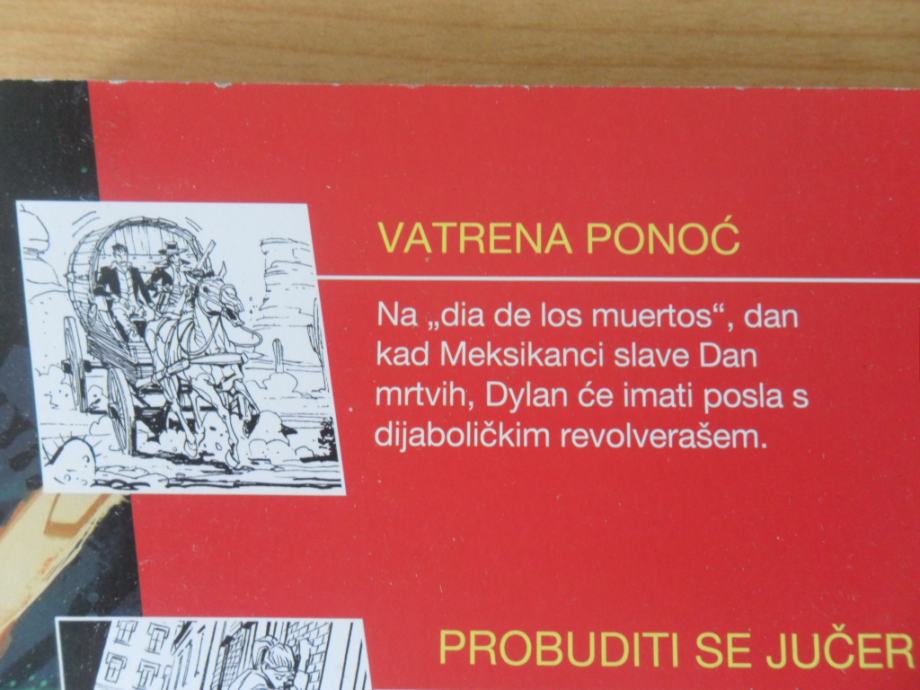 VATRENA PONOĆ
Na „dia de los muertos“, dan
kad Meksikanci slave Dan
mrtvih, Dylan će imati posla s
dijaboličkim revolverašem.
PROBUDITI SE JUČER